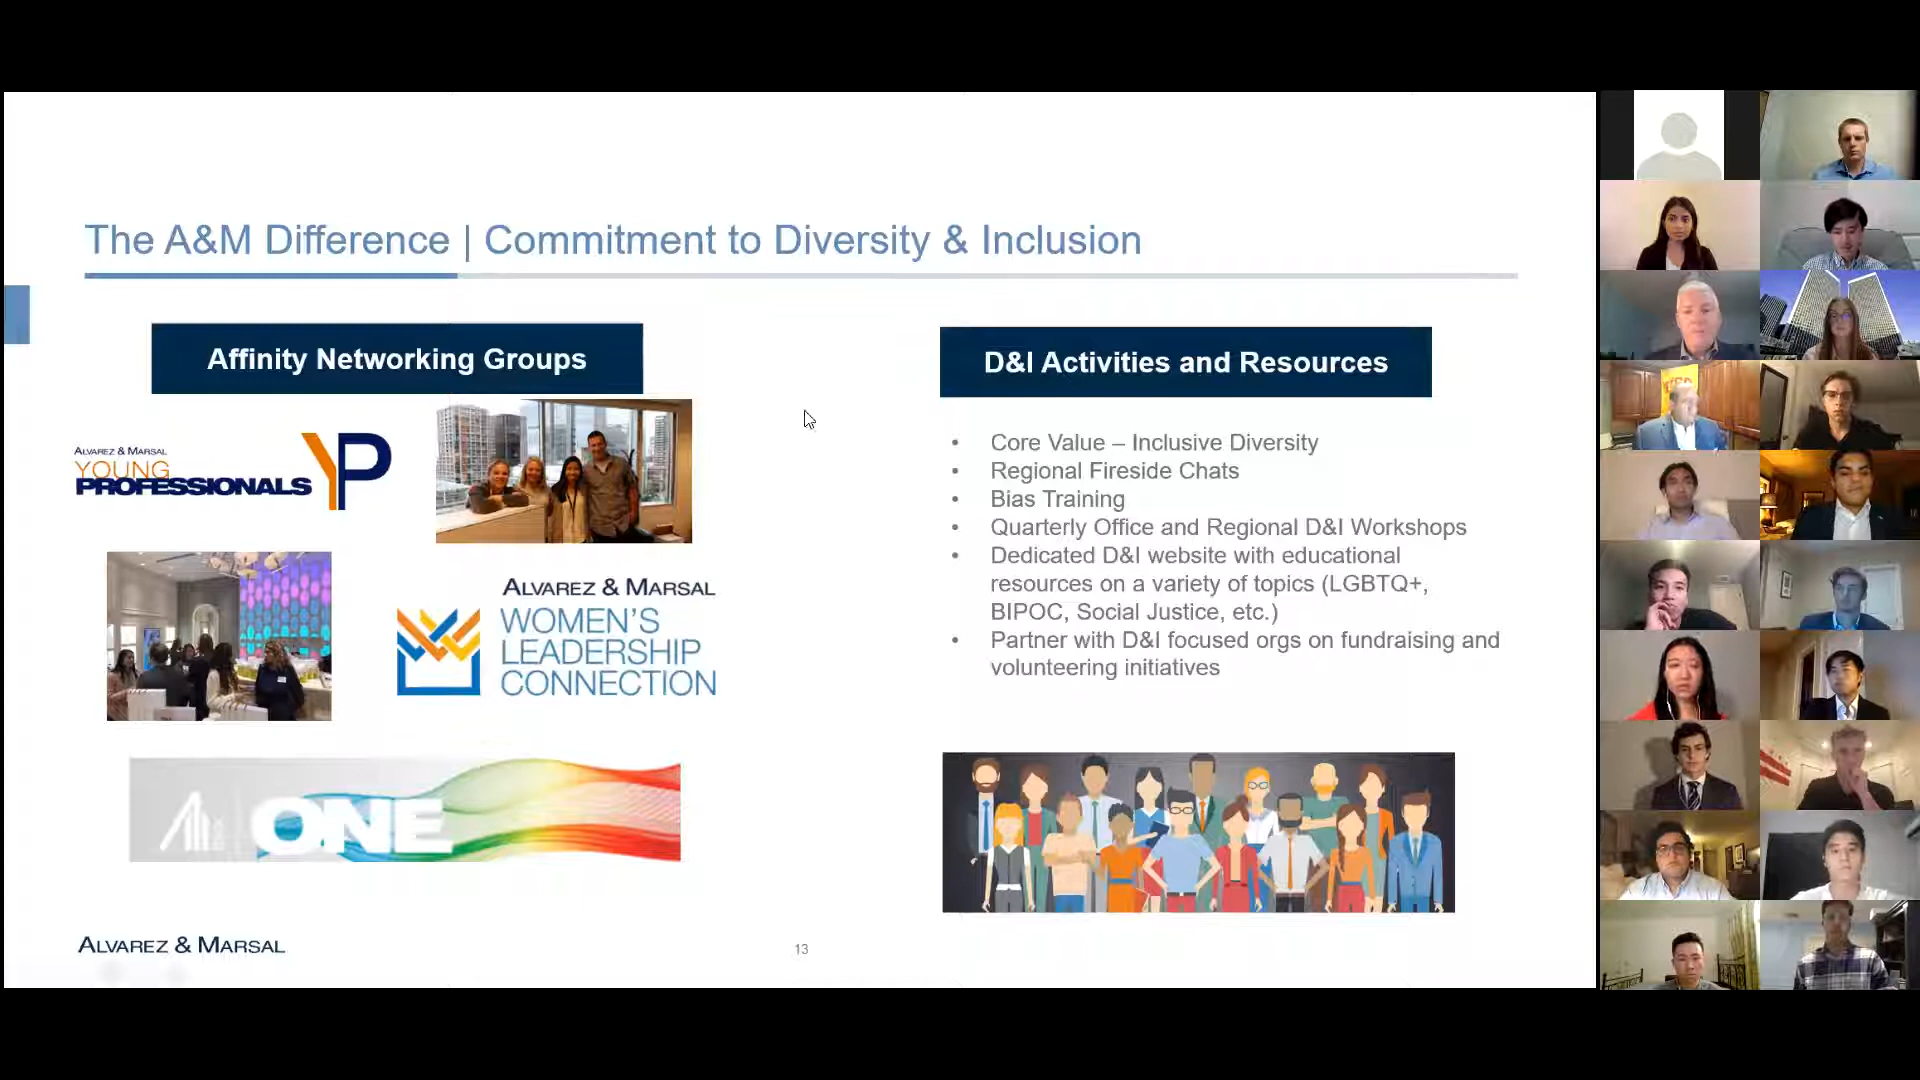 The A&M Difference | Commitment to Diversity & Inclusion
Affinity Networking Groups
ALVAREZ & MARSAL
YOUNG
PROFESSIONALS
YP
ALVAREZ & MARSAL
WOMEN'S
LEADERSHIP
CONNECTION
ONE
D&I Activities and Resources
• Core Value – Inclusive Diversity
• Regional Fireside Chats
• Bias Training
• Quarterly Office and Regional D&I Workshops
• Dedicated D&I website with educational
resources on a variety of topics (LGBTQ+,
BIPOC, Social Justice, etc.)
• Partner with D&I focused orgs on fundraising and
volunteering initiatives
ALVAREZ & MARSAL
13